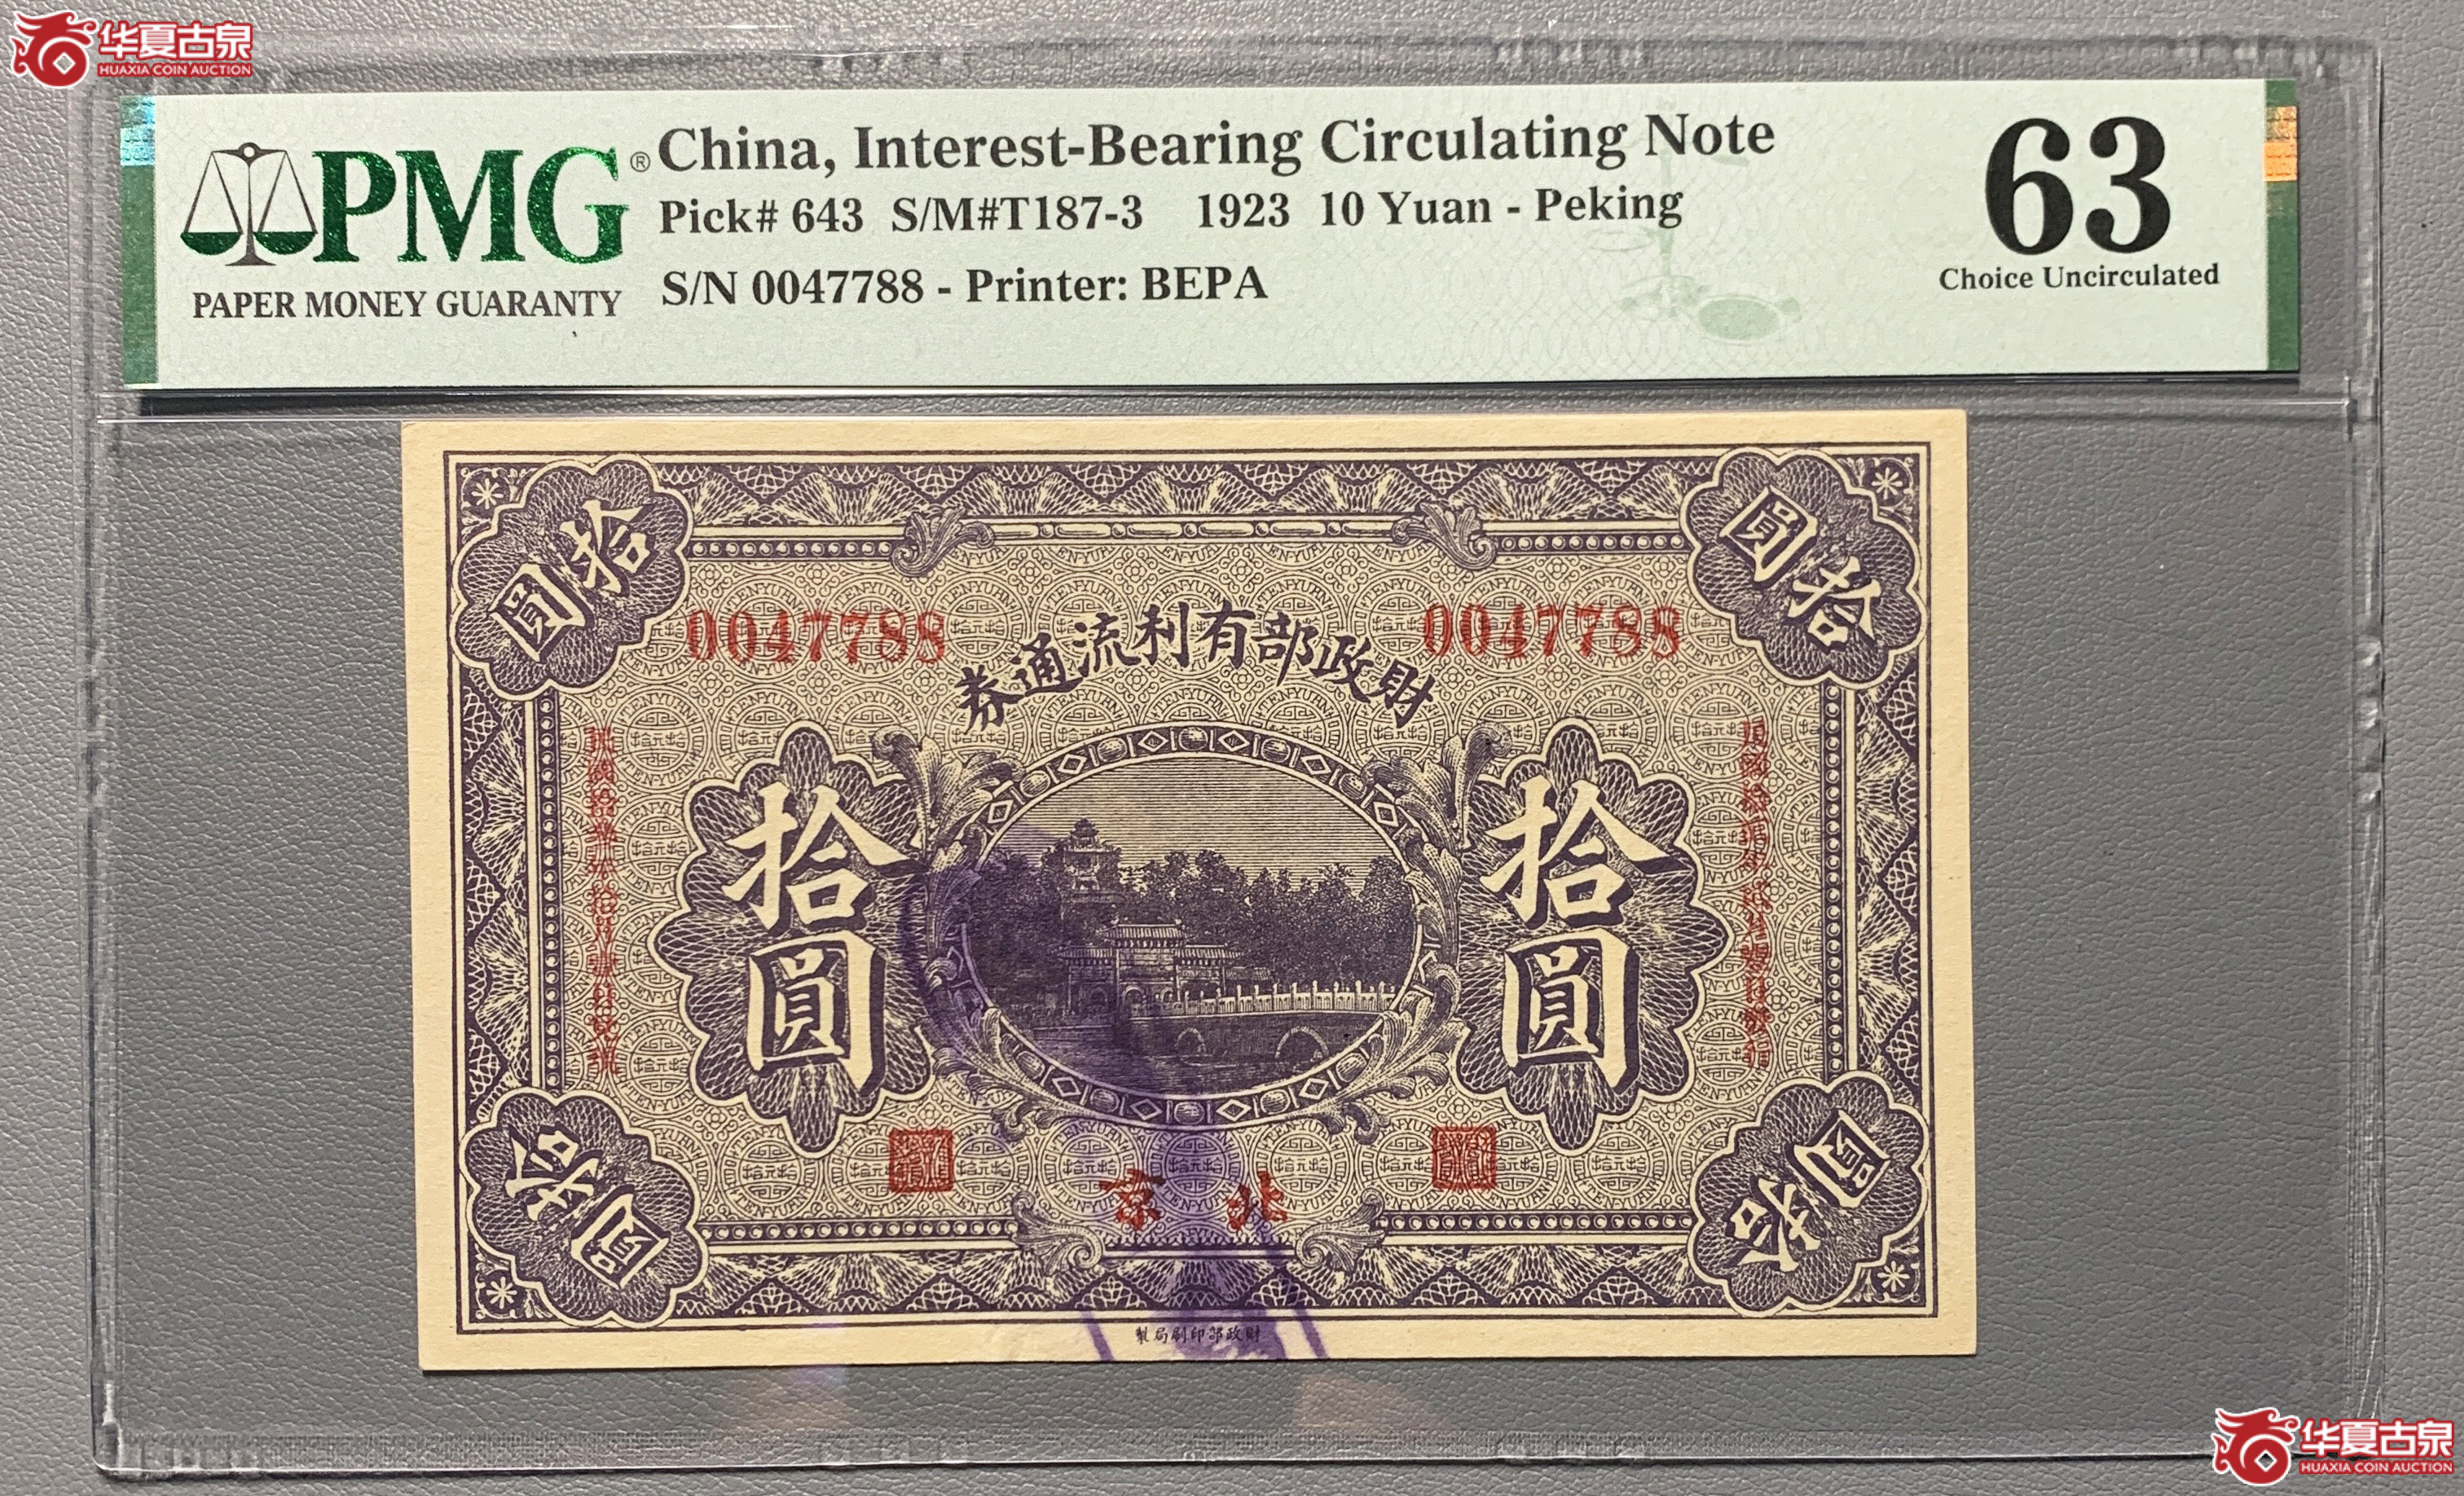 华夏古泉
HUAXIA COIN AUCTION
PMG®
PAPER MONEY GUARANTY
China, Interest-Bearing Circulating Note
Pick# 643 S/M#T187-3 1923 10 Yuan - Peking
S/N 0047788 - Printer: BEPA
63
Choice Uncirculated
拾圓
拾圓
0047788
0047788
財政部有利流通券
拾圓
拾圓
北京
拾圓
拾圓
財政部印刷局製
华夏古泉
HUAXIA COIN AUCTION